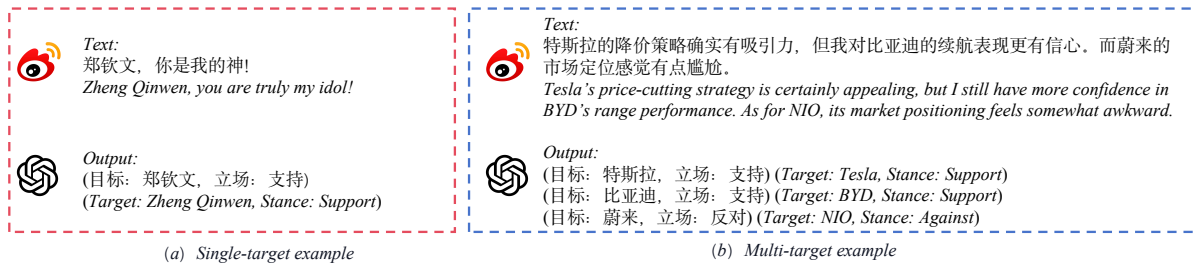 Text:
郑钦文，你是我的神！
Zheng Qinwen, you are truly my idol!
Output:
(目标：郑钦文，立场：支持)
(Target: Zheng Qinwen, Stance: Support)
(a) Single-target example
Text:
特斯拉的降价策略确实有吸引力，但我对比亚迪的续航表现更有信心。而蔚来的
市场定位感觉有点尴尬。
Tesla's price-cutting strategy is certainly appealing, but I still have more confidence in
BYD's range performance. As for NIO, its market positioning feels somewhat awkward.
Output:
(目标：特斯拉，立场：支持) (Target: Tesla, Stance: Support)
(目标：比亚迪，立场：支持) (Target: BYD, Stance: Support)
(目标：蔚来，立场：反对) (Target: NIO, Stance: Against)
(b) Multi-target example